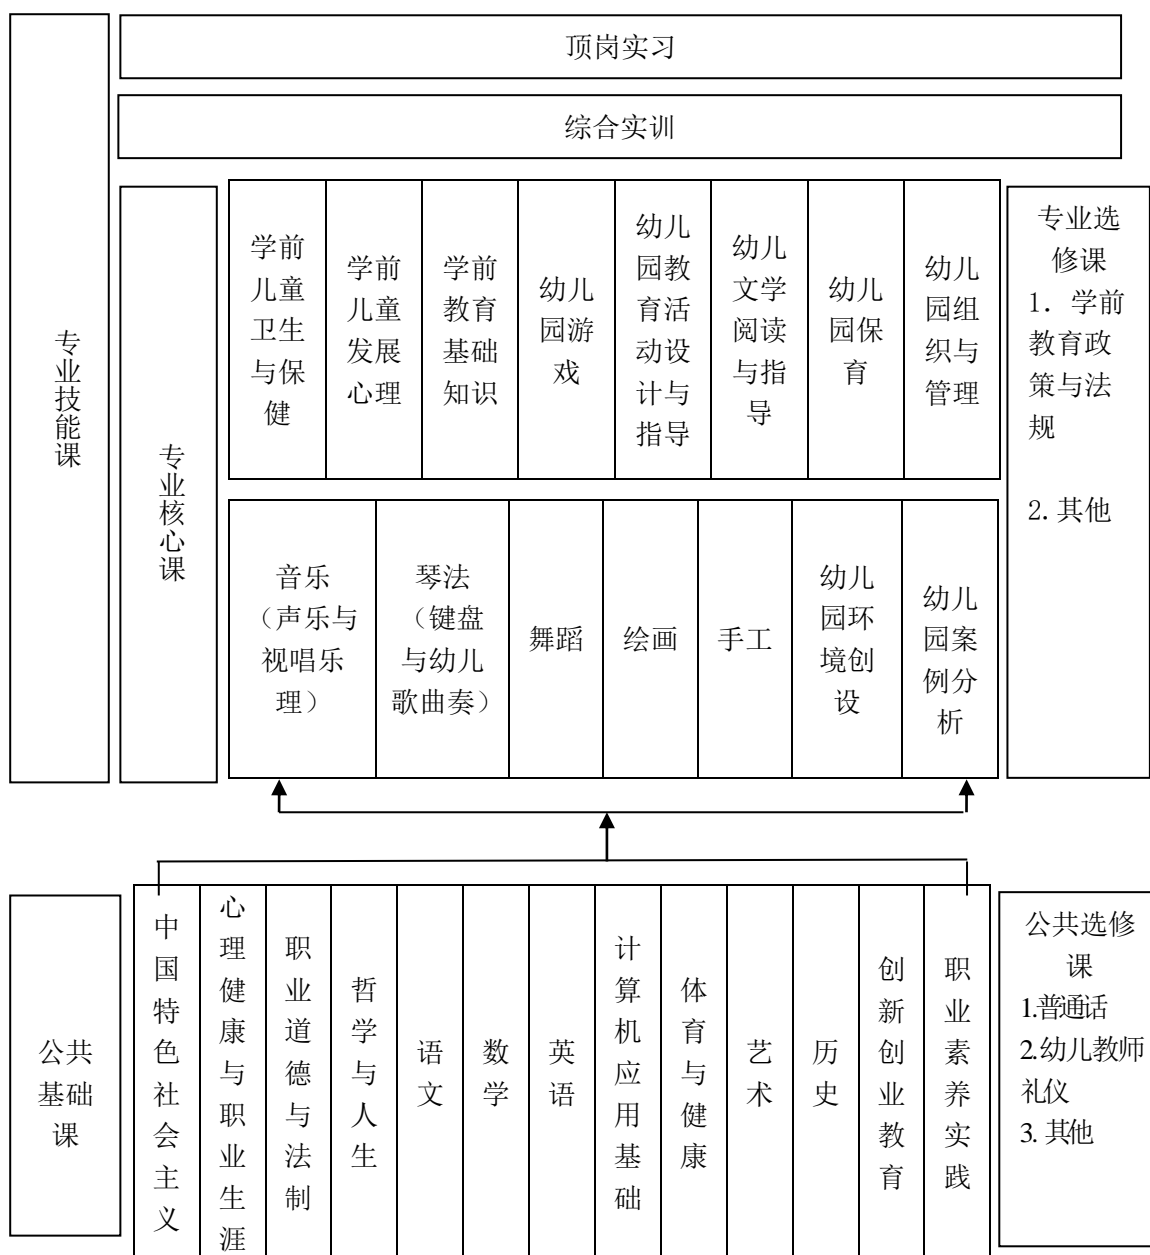 顶岗实习
综合实训
专业技能课
专业核心课
学前
儿童
卫生
与保
健
学前
儿童
发展
心理
学前
教育
基础
知识
幼儿
园游
戏
幼儿
园教
育活
动设
计与
指导
幼儿
文学
阅读
与指
导
幼儿
园保
育
幼儿
园组
织与
管理
专业选
修课
1. 学前
教育政
策与法
规
2. 其他
音乐
（声乐与
视唱乐
理）
琴法
（键盘
与幼儿
歌曲奏）
舞蹈
绘画
手工
幼儿
园环
境创
设
幼儿
园案
例分
析
公共
基础
课
中国特色社会主义
心理健康与职业生涯
职业道德与法制
哲学与人生
语文
数学
英语
计算机应用基础
体育与健康
艺术
历史
创新创业教育
职业素养实践
公共选修
课
1.普通话
2.幼儿教师
礼仪
3. 其他